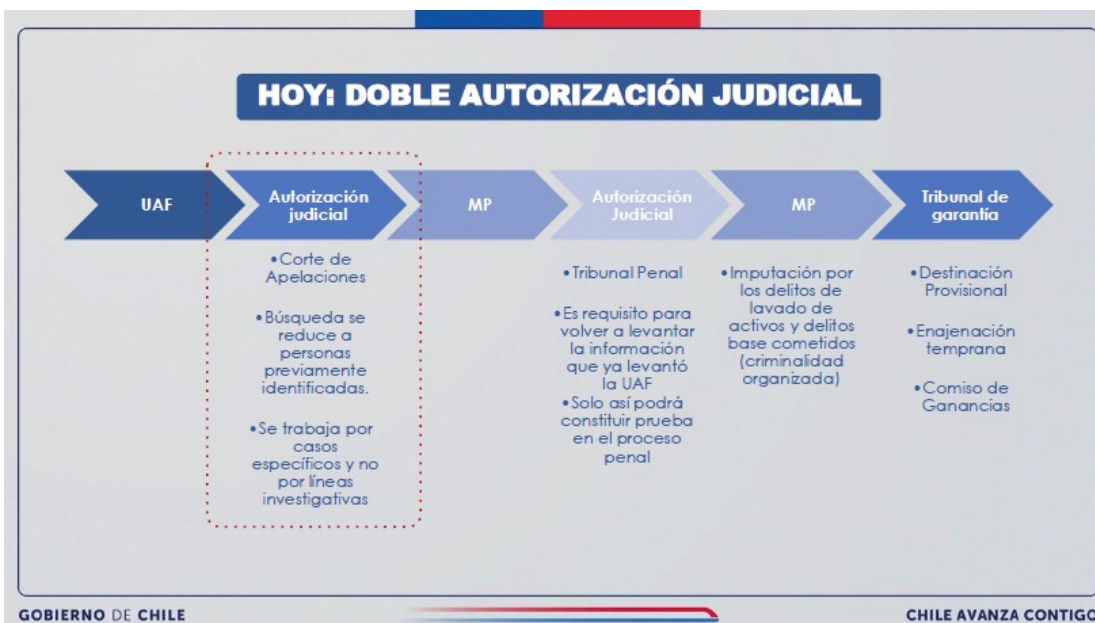 HOY: DOBLE AUTORIZACIÓN JUDICIAL
UAF
Autorización
judicial
MP
Autorización
Judicial
MP
Tribunal de
garantía
•Corte de
Apelaciones
•Búsqueda se
reduce a
personas
previamente
identificadas.
•Se trabaja por
casos
específicos y no
por líneas
investigativas
•Tribunal Penal
•Es requisito para
volver a levantar
la información
que ya levantó
la UAF
•Solo así podrá
constituir prueba
en el proceso
penal
•Imputación por
los delitos de
lavado de
activos y delitos
base cometidos
(criminalidad
organizada)
•Destinación
Provisional
•Enajenación
temprana
•Comiso de
Ganancias
GOBIERNO DE CHILE
CHILE AVANZA CONTIGO